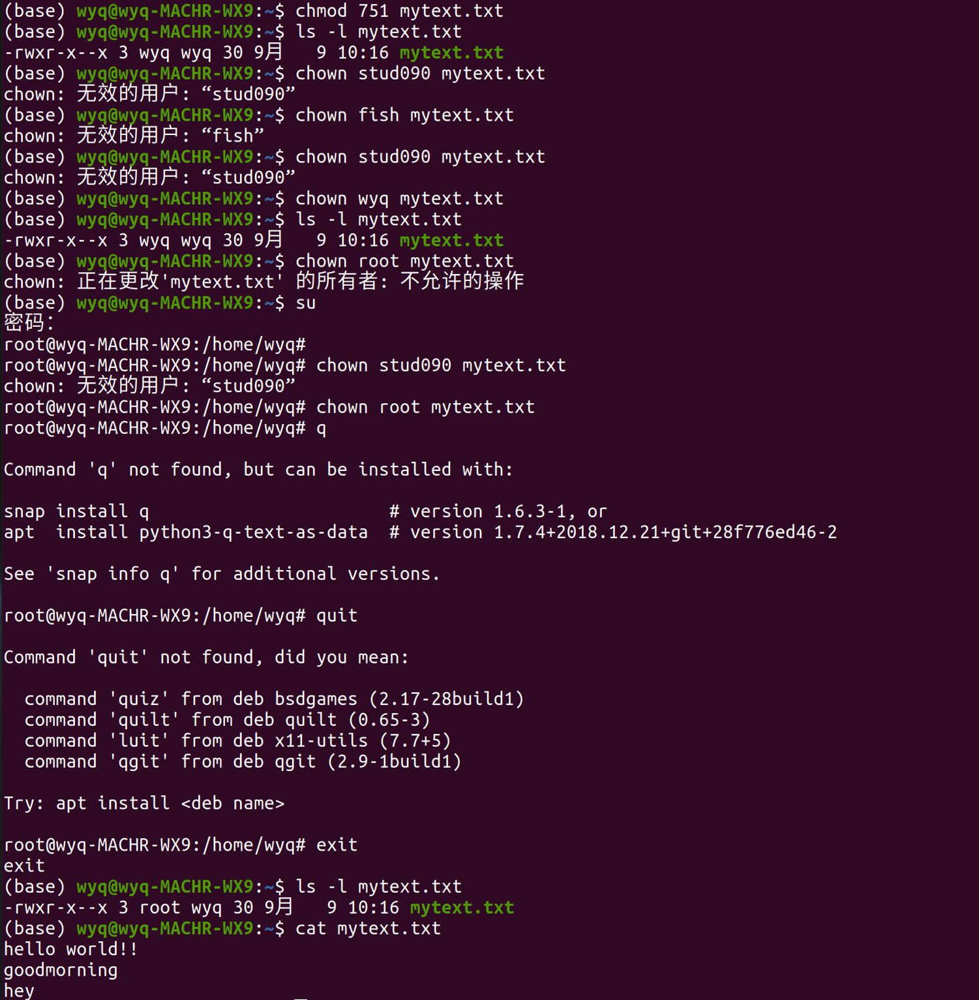 (base) wyq@wyq-MACHR-WX9:~$ chmod 751 mytext.txt
(base) wyq@wyq-MACHR-WX9:~$ ls -l mytext.txt
-rwxr-x--x 3 wyq wyq 30 9月   9 10:16 mytext.txt
(base) wyq@wyq-MACHR-WX9:~$ chown stud090 mytext.txt
chown: 无效的用户: “stud090”
(base) wyq@wyq-MACHR-WX9:~$ chown fish mytext.txt
chown: 无效的用户: “fish”
(base) wyq@wyq-MACHR-WX9:~$ chown stud090 mytext.txt
chown: 无效的用户: “stud090”
(base) wyq@wyq-MACHR-WX9:~$ chown wyq mytext.txt
(base) wyq@wyq-MACHR-WX9:~$ ls -l mytext.txt
-rwxr-x--x 3 wyq wyq 30 9月   9 10:16 mytext.txt
(base) wyq@wyq-MACHR-WX9:~$ chown root mytext.txt
chown: 正在更改'mytext.txt' 的所有者: 不允许的操作
(base) wyq@wyq-MACHR-WX9:~$ su
密码：
root@wyq-MACHR-WX9:/home/wyq#
root@wyq-MACHR-WX9:/home/wyq# chown stud090 mytext.txt
chown: 无效的用户: “stud090”
root@wyq-MACHR-WX9:/home/wyq# chown root mytext.txt
root@wyq-MACHR-WX9:/home/wyq# q
Command 'q' not found, but can be installed with:
snap install q                       # version 1.6.3-1, or
apt  install python3-q-text-as-data  # version 1.7.4+2018.12.21+git+28f776ed46-2
See 'snap info q' for additional versions.
root@wyq-MACHR-WX9:/home/wyq# quit
Command 'quit' not found, did you mean:
  command 'quiz' from deb bsdgames (2.17-28build1)
  command 'quilt' from deb quilt (0.65-3)
  command 'luit' from deb x11-utils (7.7+5)
  command 'qgit' from deb qgit (2.9-1build1)
Try: apt install <deb name>
root@wyq-MACHR-WX9:/home/wyq# exit
exit
(base) wyq@wyq-MACHR-WX9:~$ ls -l mytext.txt
-rwxr-x--x 3 root wyq 30 9月   9 10:16 mytext.txt
(base) wyq@wyq-MACHR-WX9:~$ cat mytext.txt
hello world!!
goodmorning
hey